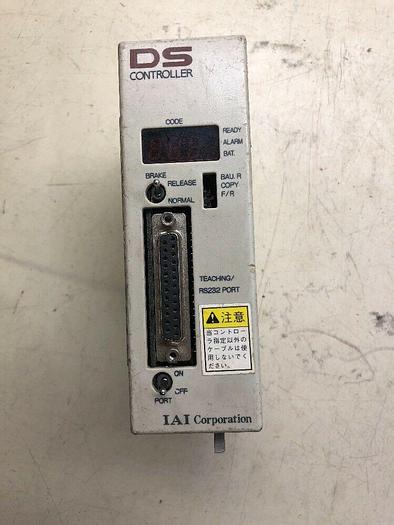 DS
CONTROLLER
CODE
READY
ALARM
BAT.
BRAKE
RELEASE
NORMAL
BAU. R
COPY
F/R
TEACHING/
RS232 PORT
注意
当コントロー
ラ指定以外の
ケーブルは使
用しないでく
ださい。
ON
OFF
PORT
IAI Corporation